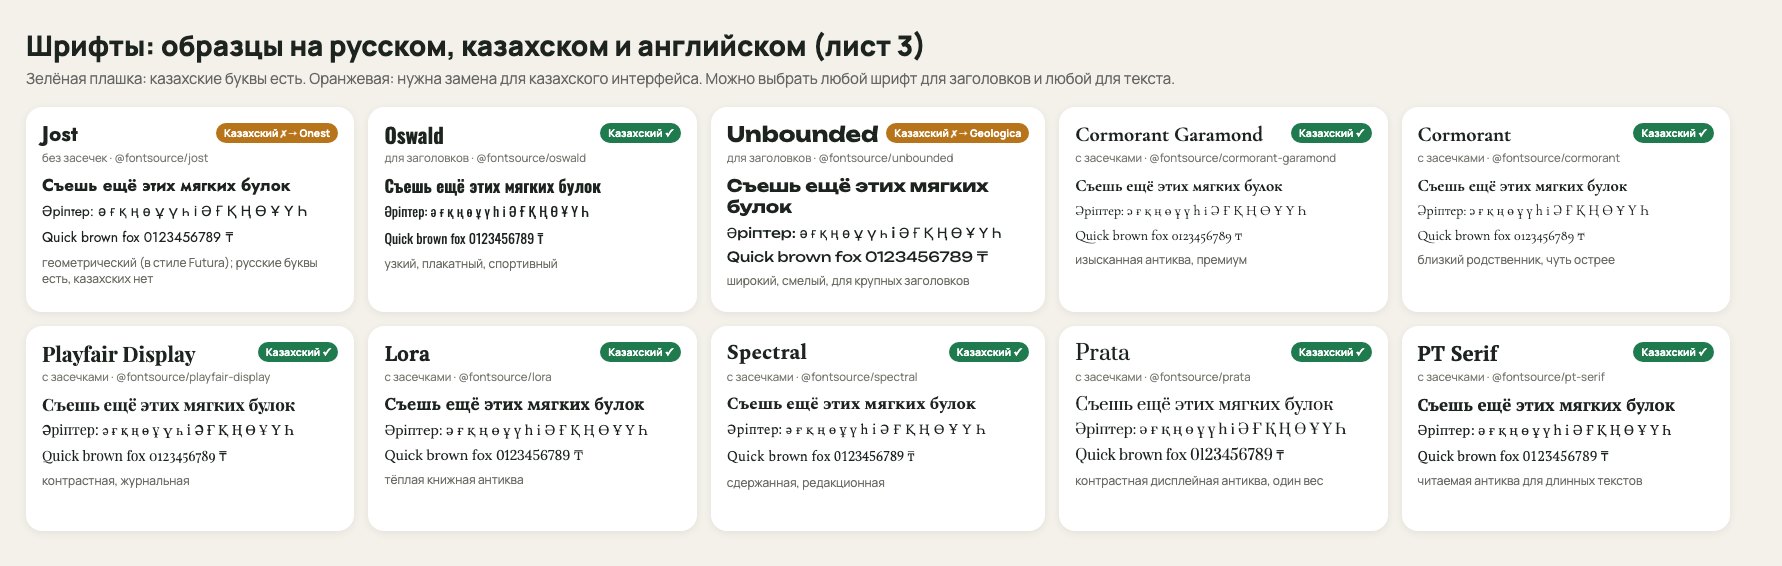 Шрифты: образцы на русском, казахском и английском (лист 3)
Зелёная плашка: казахские буквы есть. Оранжевая: нужна замена для казахского интерфейса. Можно выбрать любой шрифт для заголовков и любой для текста.
Jost
Казахский ✗ → Onest
без засечек · @fontsource/jost
Съешь ещё этих мягких булок
Әріптер: ә ғ қ ң ө ұ ү һ і Ә Ғ Қ Ң Ө Ұ Ү Һ
Quick brown fox 0123456789 ₸
геометрический (в стиле Futura); русские буквы
есть, казахских нет
Oswald
Казахский ✓
для заголовков · @fontsource/oswald
Съешь ещё этих мягких булок
Әріптер: ә ғ қ ң ө ұ ү һ і Ә Ғ Қ Ң Ө Ұ Ү Һ
Quick brown fox 0123456789 ₸
узкий, плакатный, спортивный
Unbounded
Казахский ✗ → Geologica
для заголовков · @fontsource/unbounded
Съешь ещё этих мягких
булок
Әріптер: ә ғ қ ң ө ұ ү һ і Ә Ғ Қ Ң Ө Ұ Ү Һ
Quick brown fox 0123456789 ₸
широкий, смелый, для крупных заголовков
Cormorant Garamond
Казахский ✓
с засечками · @fontsource/cormorant-garamond
Съешь ещё этих мягких булок
Әріптер: ә ғ қ ң ө ұ ү һ і Ә Ғ Қ Ң Ө Ұ Ү Һ
Quick brown fox 0123456789 ₸
изысканная антиква, премиум
Cormorant
Казахский ✓
с засечками · @fontsource/cormorant
Съешь ещё этих мягких булок
Әріптер: ә ғ қ ң ө ұ ү һ і Ә Ғ Қ Ң Ө Ұ Ү Һ
Quick brown fox 0123456789 ₸
близкий родственник, чуть острее
Playfair Display
Казахский ✓
с засечками · @fontsource/playfair-display
Съешь ещё этих мягких булок
Әріптер: ә ғ қ ң ө ұ ү һ і Ә Ғ Қ Ң Ө Ұ Ү Һ
Quick brown fox 0123456789 ₸
контрастная, журнальная
Lora
Казахский ✓
с засечками · @fontsource/lora
Съешь ещё этих мягких булок
Әріптер: ә ғ қ ң ө ұ ү һ і Ә Ғ Қ Ң Ө Ұ Ү Һ
Quick brown fox 0123456789 ₸
тёплая книжная антиква
Spectral
Казахский ✓
с засечками · @fontsource/spectral
Съешь ещё этих мягких булок
Әріптер: ә ғ қ ң ө ұ ү һ і Ә Ғ Қ Ң Ө Ұ Ү Һ
Quick brown fox 0123456789 ₸
сдержанная, редакционная
Prata
Казахский ✓
с засечками · @fontsource/prata
Съешь ещё этих мягких булок
Әріптер: ә ғ қ ң ө ұ ү һ і Ә Ғ Қ Ң Ө Ұ Ү Һ
Quick brown fox 0123456789 ₸
контрастная дисплейная антиква, один вес
PT Serif
Казахский ✓
с засечками · @fontsource/pt-serif
Съешь ещё этих мягких булок
Әріптер: ә ғ қ ң ө ұ ү һ і Ә Ғ Қ Ң Ө Ұ Ү Һ
Quick brown fox 0123456789 ₸
читаемая антиква для длинных текстов